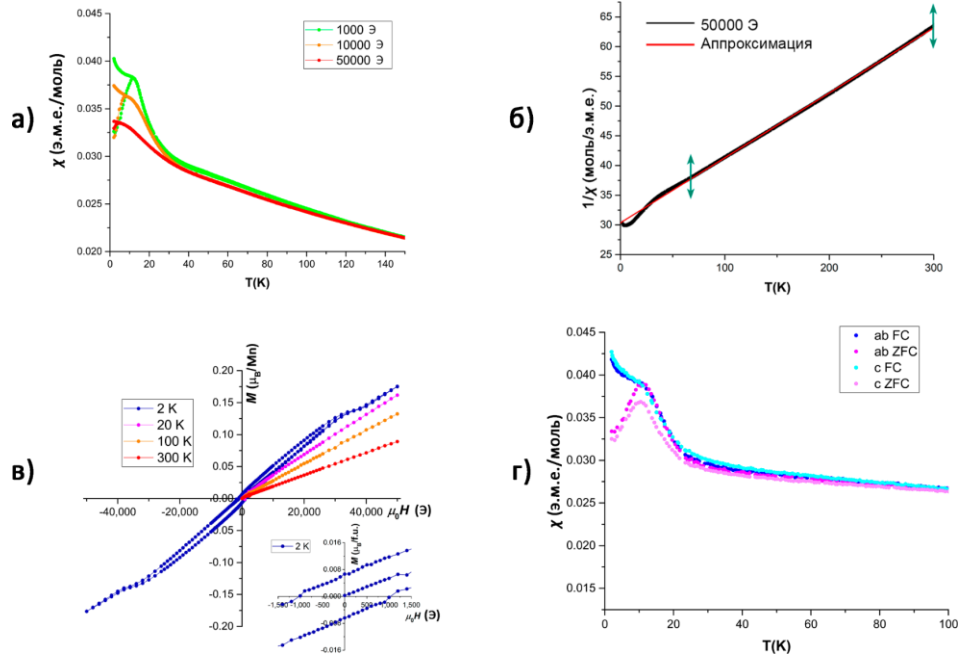 а)
χ (э.м.е./моль)
0.045
0.040
0.035
0.030
0.025
0.020
0 20 40 60 80 100 120 140
T(K)
1000 Э
10000 Э
50000 Э
б)
1/χ (моль/э.м.е.)
65
60
55
50
45
40
35
30
25
0 100 200 300
T(K)
50000 Э
Аппроксимация
в)
M (μB/Mn)
0.20
0.15
0.10
0.05
0.00
-0.05
-0.10
-0.15
-0.20
-40,000 -20,000 0 20,000 40,000
μ0H (Э)
2 K
20 K
100 K
300 K
2 K
M (μB/f.u.)
0.016
0.008
0.000
-0.008
-0.016
-1,500 -1,000 -500 0 500 1,000 1,500
μ0H (Э)
г)
χ (э.м.е./моль)
0.045
0.040
0.035
0.030
0.025
0.020
0.015
0 20 40 60 80 100
T(K)
ab FC
ab ZFC
c FC
c ZFC